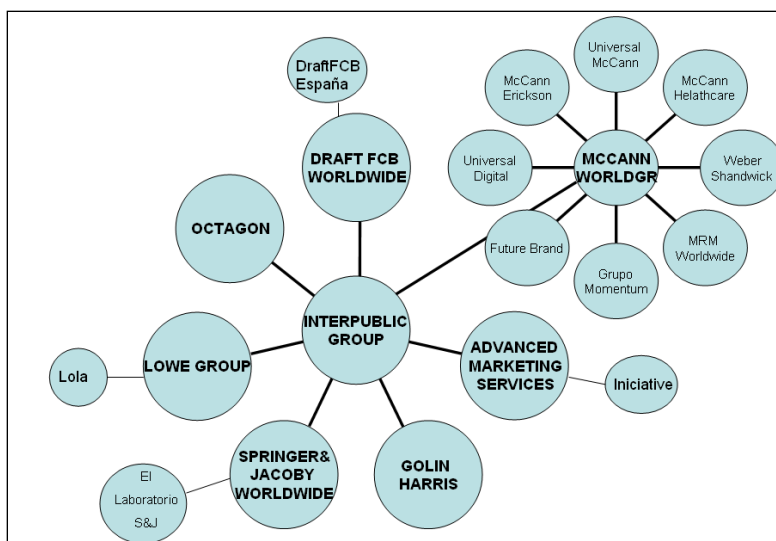 DraftFCB
España
Universal
McCann
McCann
Erickson
McCann
Helathcare
DRAFT FCB
WORLDWIDE
Universal
Digital
MCCANN
WORLDGR
Weber
Shandwick
OCTAGON
Future Brand
MRM
Worldwide
Grupo
Momentum
INTERPUBLIC
GROUP
LOWE GROUP
Lola
ADVANCED
MARKETING
SERVICES
Iniciative
SPRINGER&
JACOBY
WORLDWIDE
GOLIN
HARRIS
El
Laboratorio
S&J